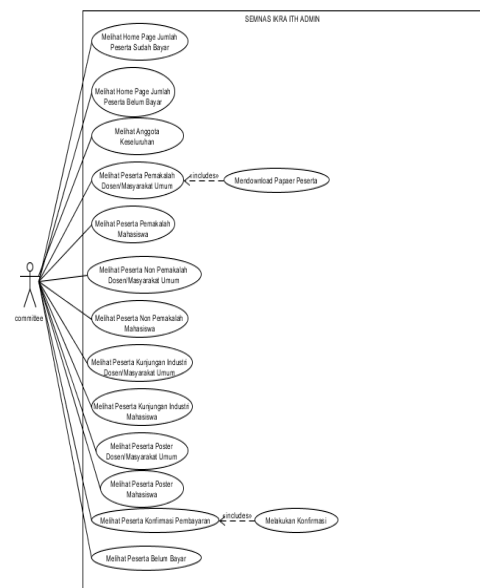 SEMNAS IKRA ITH ADMIN
Melihat Home Page Jumlah
Peserta Sudah Bayar
Melihat Home Page Jumlah
Peserta Belum Bayar
Melihat Anggota
Keseluruhan
Melihat Peserta Pemakalah
Dosen/Masyarakat Umum
«includes»
Mendownload Papaer Peserta
Melihat Peserta Pemakalah
Mahasiswa
Melihat Peserta Non Pemakalah
Dosen/Masyarakat Umum
committee
Melihat Peserta Non Pemakalah
Mahasiswa
Melihat Peserta Kunjungan Industri
Dosen/Masyarakat Umum
Melihat Peserta Kunjungan Industri
Mahasiswa
Melihat Peserta Poster
Dosen/Masyarakat Umum
Melihat Peserta Poster
Mahasiswa
Melihat Peserta Konfirmasi Pembayaran
«includes»
Melakukan Konfirmasi
Melihat Peserta Belum Bayar